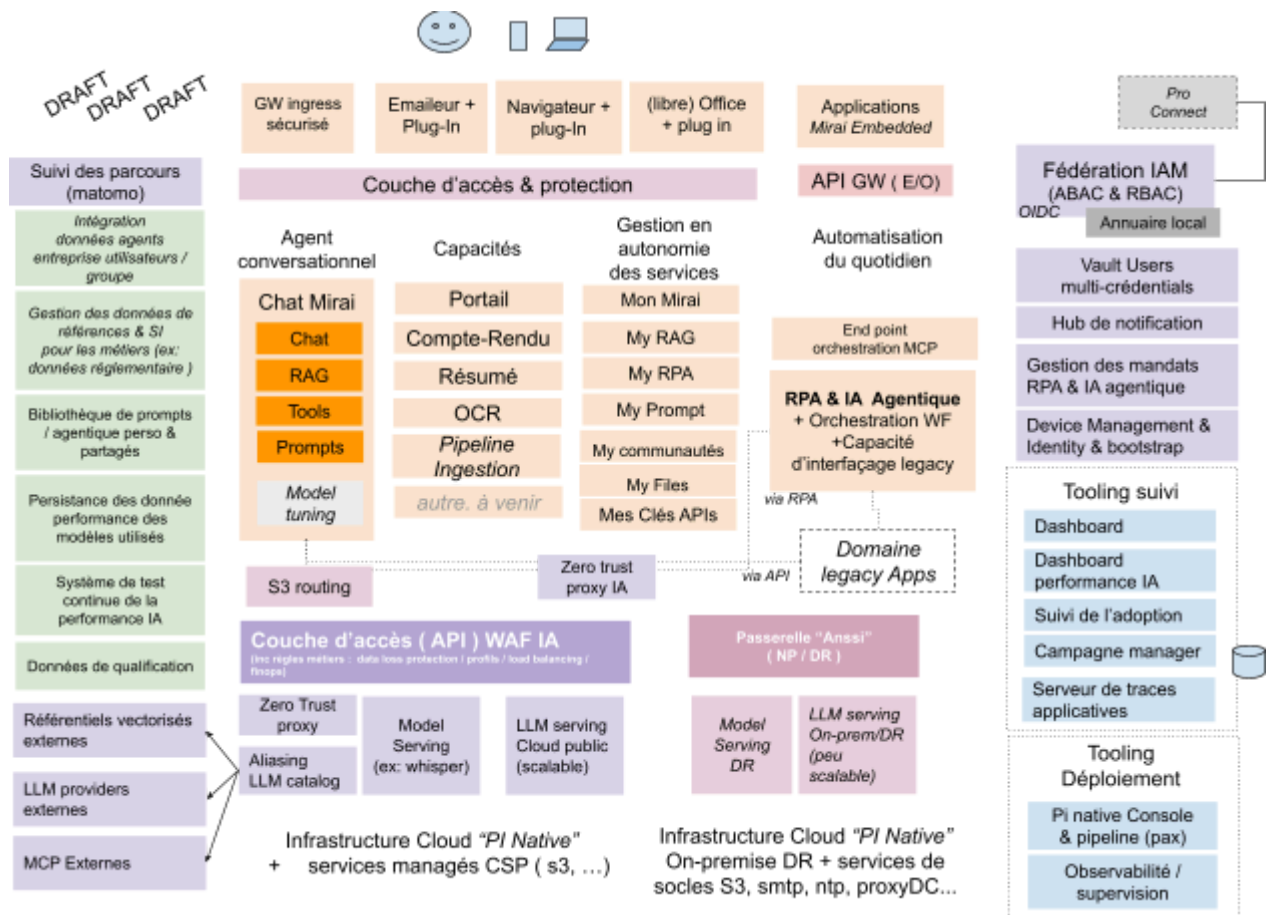 DRAFT
DRAFT
DRAFT
GW ingress
sécurisé
Emaileur +
Plug-In
Navigateur +
plug-In
(libre) Office
+ plug in
Applications
Mirai Embedded
Pro
Connect
Suivi des parcours
(matomo)
Couche d'accès & protection
API GW ( E/O)
Fédération IAM
(ABAC & RBAC)
OIDC
Annuaire local
Intégration
données agents
entreprise utilisateurs /
groupe
Gestion des données de
références & SI
pour les métiers (ex:
données réglementaire )
Bibliothèque de prompts
/ agentique perso &
partagés
Persistance des donnée
performance des
modèles utilisés
Système de test
continue de la
performance IA
Données de qualification
Référentiels vectorisés
externes
LLM providers
externes
MCP Externes
Agent
conversationnel
Chat Mirai
Chat
RAG
Tools
Prompts
Model
tuning
Capacités
Portail
Compte-Rendu
Résumé
OCR
Pipeline
Ingestion
autre. à venir
Gestion en
autonomie
des services
Mon Mirai
My RAG
My RPA
My Prompt
My communautés
My Files
Mes Clés APIs
Automatisation
du quotidien
End point
orchestration MCP
RPA & IA Agentique
+ Orchestration WF
+Capacité
d'interfaçage legacy
via RPA
via API
Domaine
legacy Apps
Zero trust
proxy IA
S3 routing
Couche d'accès ( API ) WAF IA
(inc règles métiers : data loss protection / profils / load balancing /
finops)
Passerelle "Anssi"
( NP / DR )
Zero Trust
proxy
Aliasing
LLM catalog
Model
Serving
(ex: whisper)
LLM serving
Cloud public
(scalable)
Model
Serving
DR
LLM serving
On-prem/DR
(peu
scalable)
Infrastructure Cloud "PI Native"
+ services managés CSP ( s3, …)
Infrastructure Cloud "PI Native"
On-premise DR + services de
socles S3, smtp, ntp, proxyDC...
Vault Users
multi-crédentials
Hub de notification
Gestion des mandats
RPA & IA agentique
Device Management &
Identity & bootstrap
Tooling suivi
Dashboard
Dashboard
performance IA
Suivi de l'adoption
Campagne manager
Serveur de traces
applicatives
Tooling
Déploiement
Pi native Console
& pipeline (pax)
Observabilité /
supervision